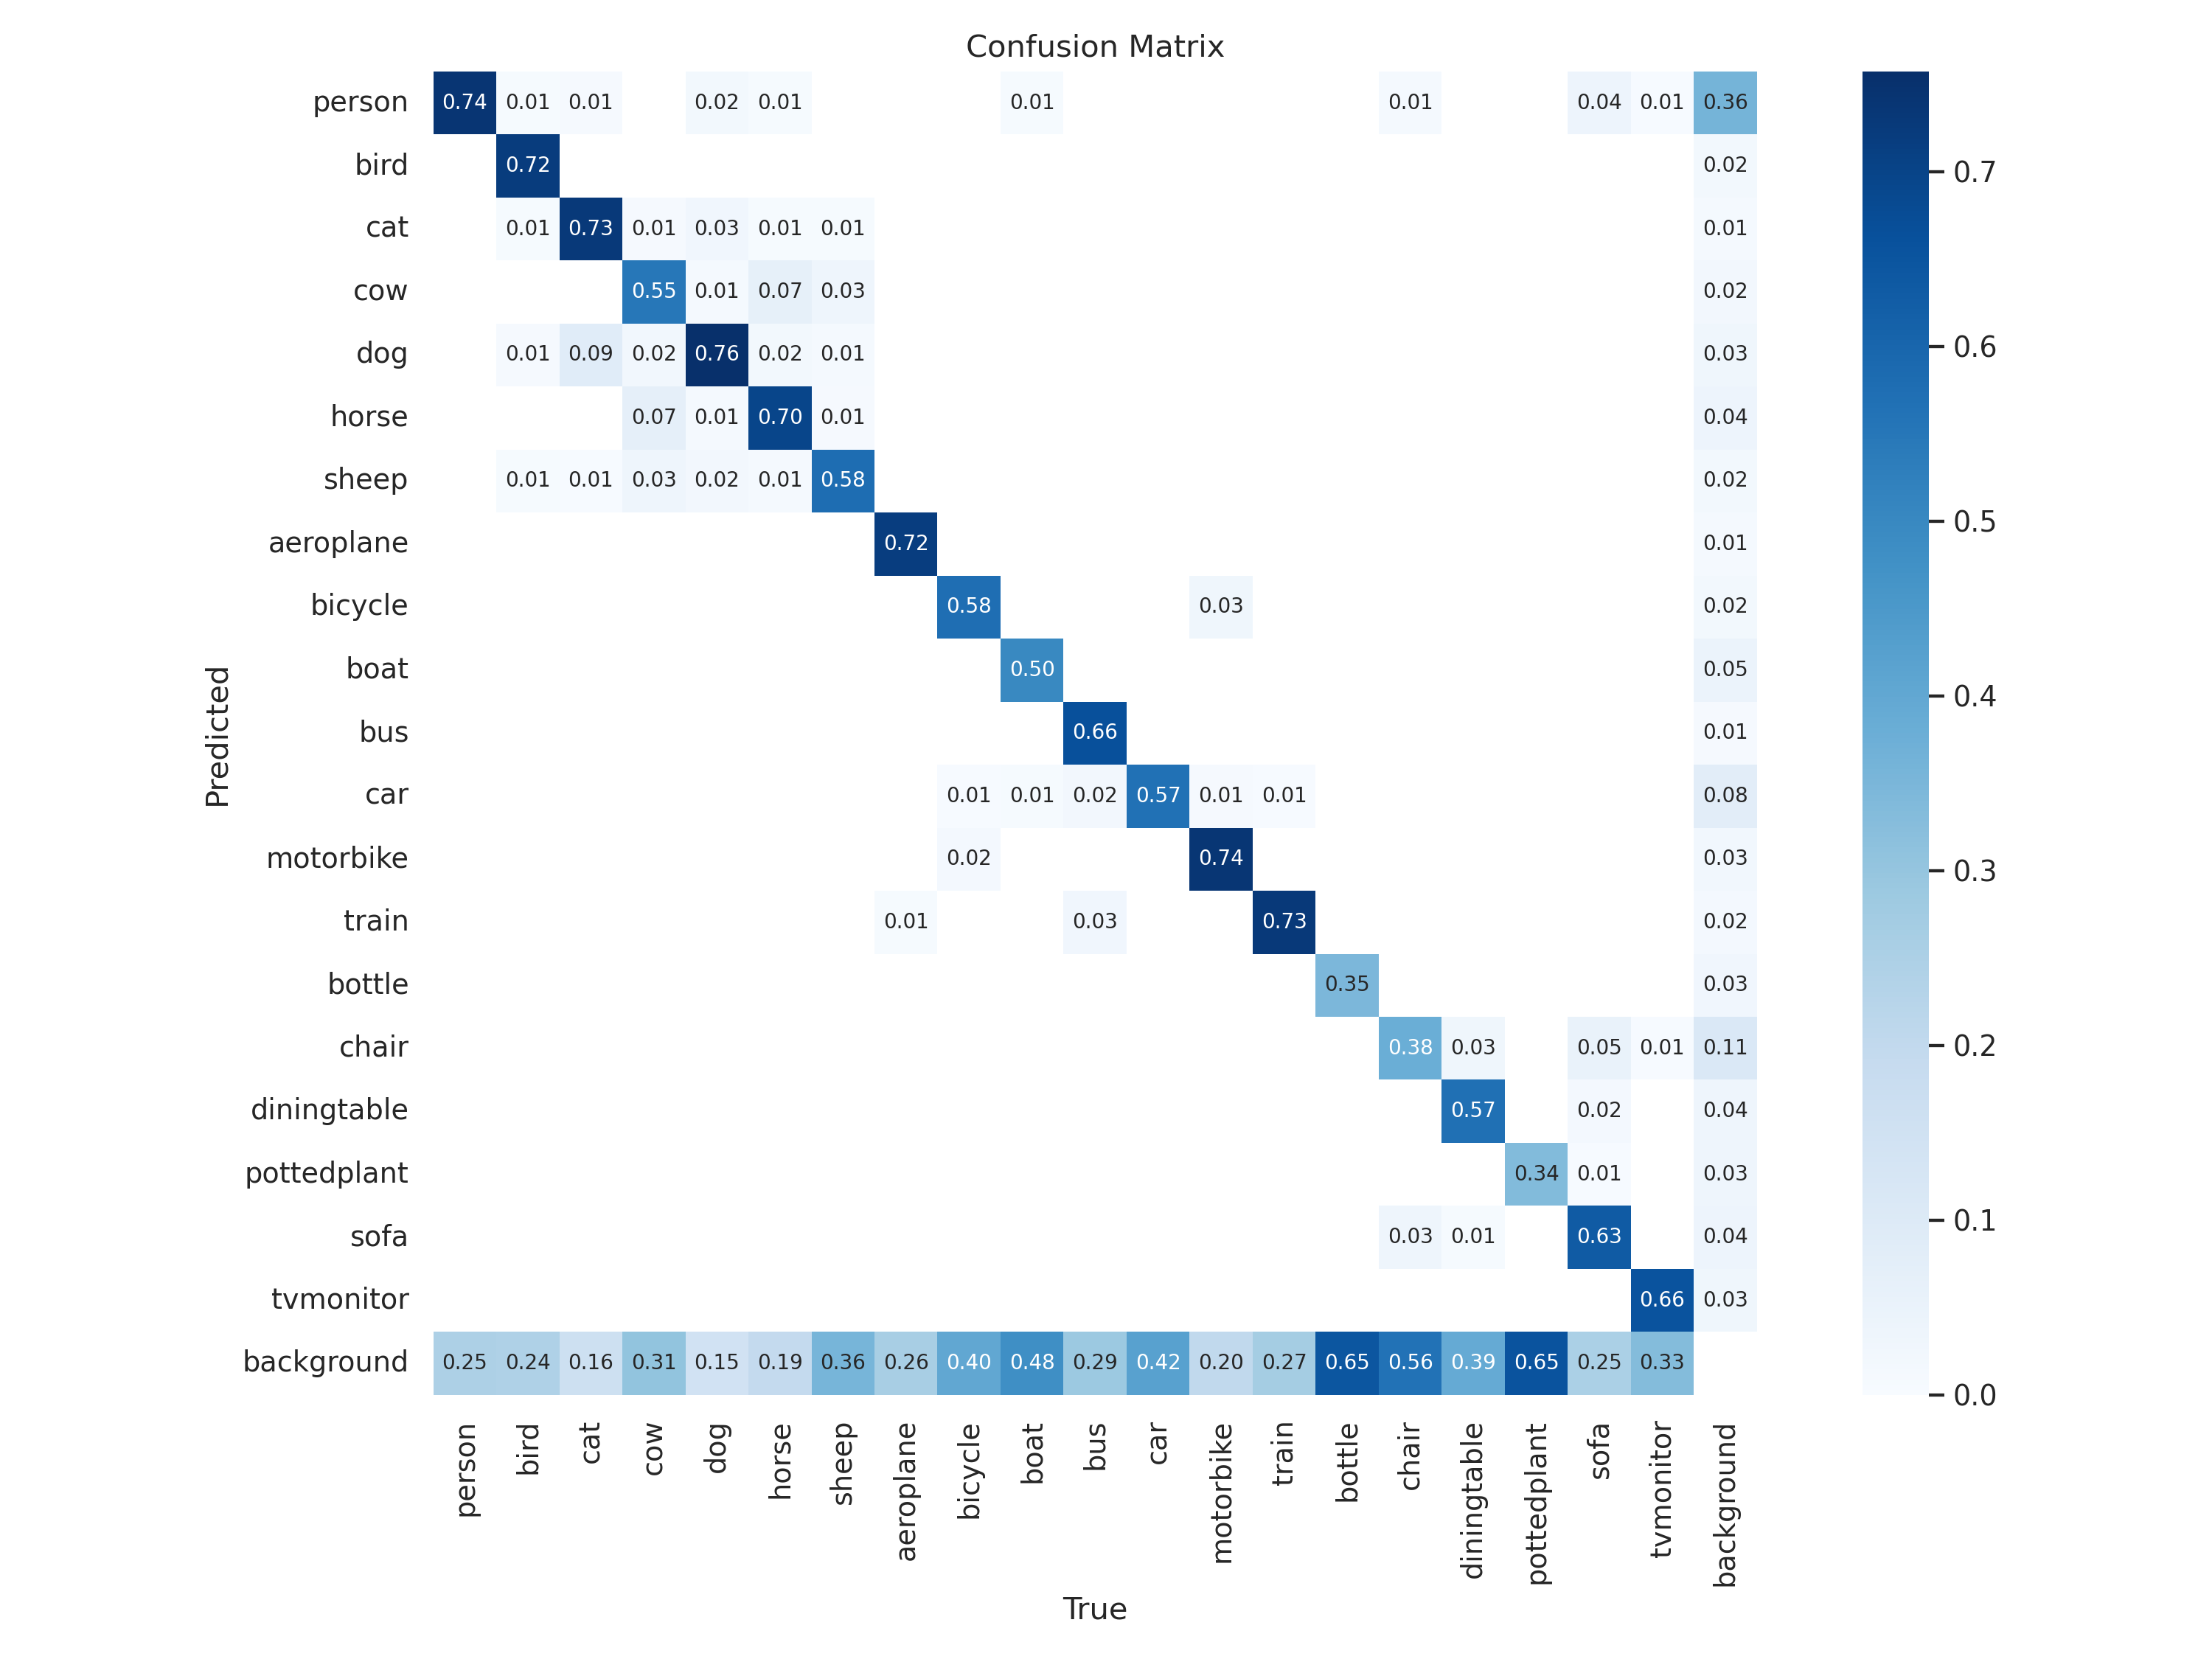 Confusion Matrix
person 0.74 0.01 0.01 0.02 0.01 0.01 0.01 0.04 0.01 0.36
bird 0.72 0.02
0.7
cat 0.01 0.73 0.01 0.03 0.01 0.01 0.01
cow 0.55 0.01 0.07 0.03 0.02
0.6
dog 0.01 0.09 0.02 0.76 0.02 0.01 0.03
horse 0.07 0.01 0.70 0.01 0.04
sheep 0.01 0.01 0.03 0.02 0.01 0.58 0.02
0.5
aeroplane 0.72 0.01
bicycle 0.58 0.03 0.02
boat 0.50 0.05
0.4
Predicted
bus 0.66 0.01
car 0.01 0.01 0.02 0.57 0.01 0.01 0.08
motorbike 0.02 0.74 0.03
0.3
train 0.01 0.03 0.73 0.02
bottle 0.35 0.03
chair 0.38 0.03 0.05 0.01 0.11
0.2
diningtable 0.57 0.02 0.04
pottedplant 0.34 0.01 0.03
0.1
sofa 0.03 0.01 0.63 0.04
tvmonitor 0.66 0.03
background 0.25 0.24 0.16 0.31 0.15 0.19 0.36 0.26 0.40 0.48 0.29 0.42 0.20 0.27 0.65 0.56 0.39 0.65 0.25 0.33
0.0
person bird cat cow dog horse sheep aeroplane bicycle boat bus car motorbike train bottle chair diningtable pottedplant sofa tvmonitor background
True